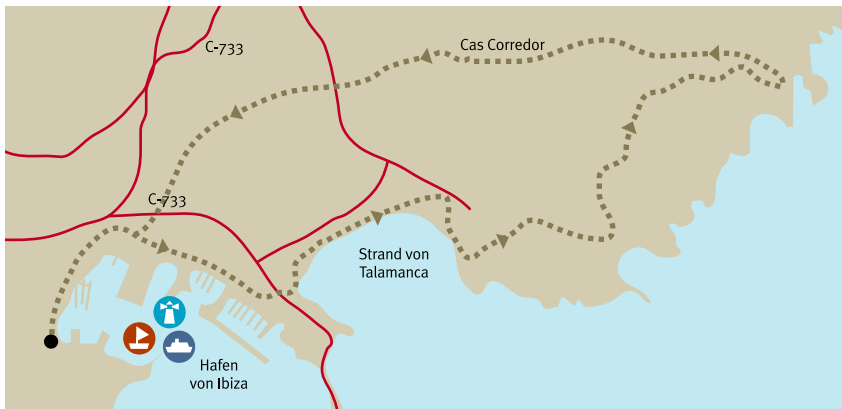 C-733
Cas Corredor
C-733
Strand von
Talamanca
Hafen
von Ibiza